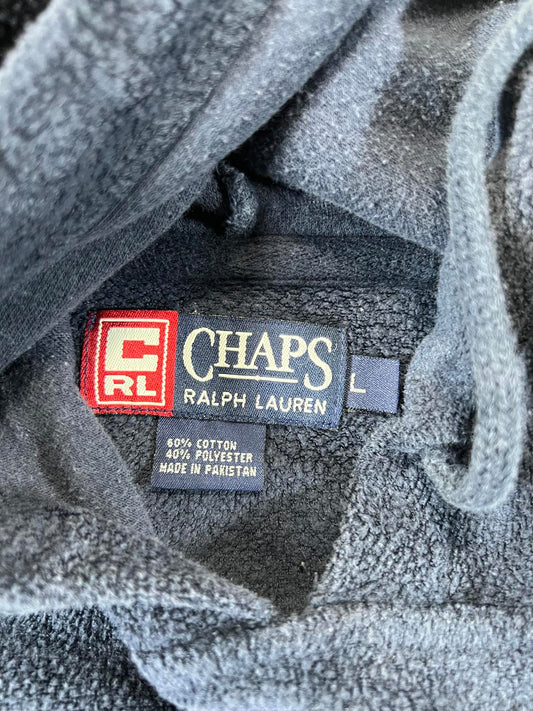 C
RL
CHAPS
RALPH LAUREN
L
60% COTTON
40% POLYESTER
MADE IN PAKISTAN